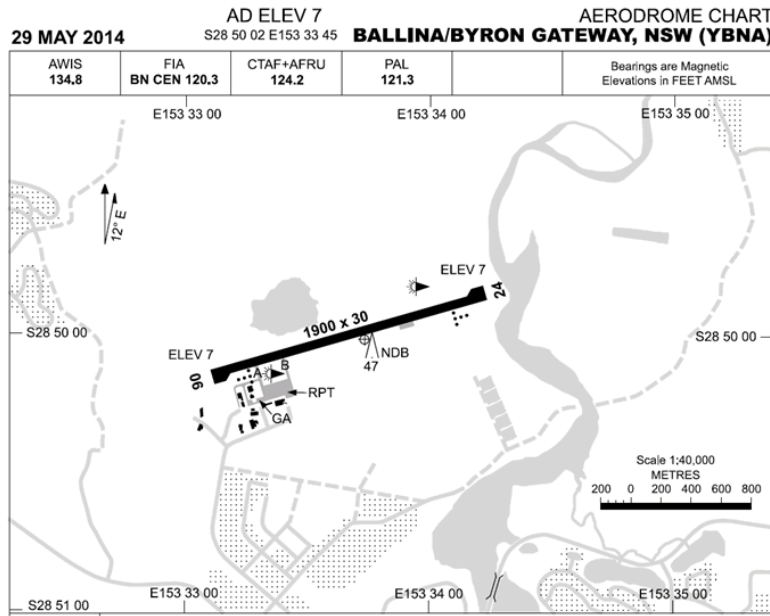 AD ELEV 7
AERODROME CHART
29 MAY 2014
S28 50 02 E153 33 45
BALLINA/BYRON GATEWAY, NSW (YBNA)
AWIS
134.8
FIA
BN CEN 120.3
CTAF+AFRU
124.2
PAL
121.3
Bearings are Magnetic
Elevations in FEET AMSL
E153 33 00
E153 34 00
E153 35 00
12° E
ELEV 7
24
1900 x 30
S28 50 00
S28 50 00
NDB
47
ELEV 7
06
A
B
RPT
GA
Scale 1:40,000
METRES
200 0 200 400 600 800
E153 33 00
E153 34 00
E153 35 00
S28 51 00